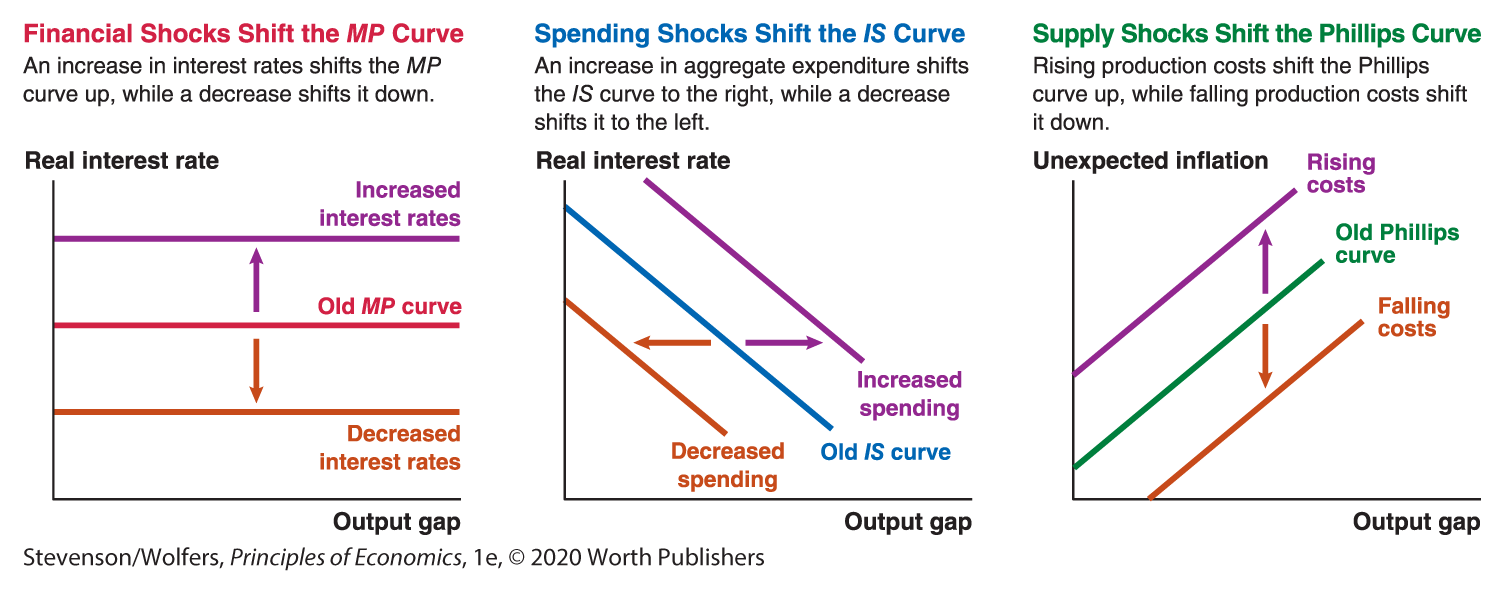 Financial Shocks Shift the MP Curve
An increase in interest rates shifts the MP
curve up, while a decrease shifts it down.
Real interest rate
Increased
interest rates
Old MP curve
Decreased
interest rates
Output gap
Spending Shocks Shift the IS Curve
An increase in aggregate expenditure shifts
the IS curve to the right, while a decrease
shifts it to the left.
Real interest rate
Increased
spending
Decreased
spending
Old IS curve
Output gap
Supply Shocks Shift the Phillips Curve
Rising production costs shift the Phillips
curve up, while falling production costs shift
it down.
Unexpected inflation
Rising
costs
Old Phillips
curve
Falling
costs
Output gap
Stevenson/Wolfers, Principles of Economics, 1e, © 2020 Worth Publishers